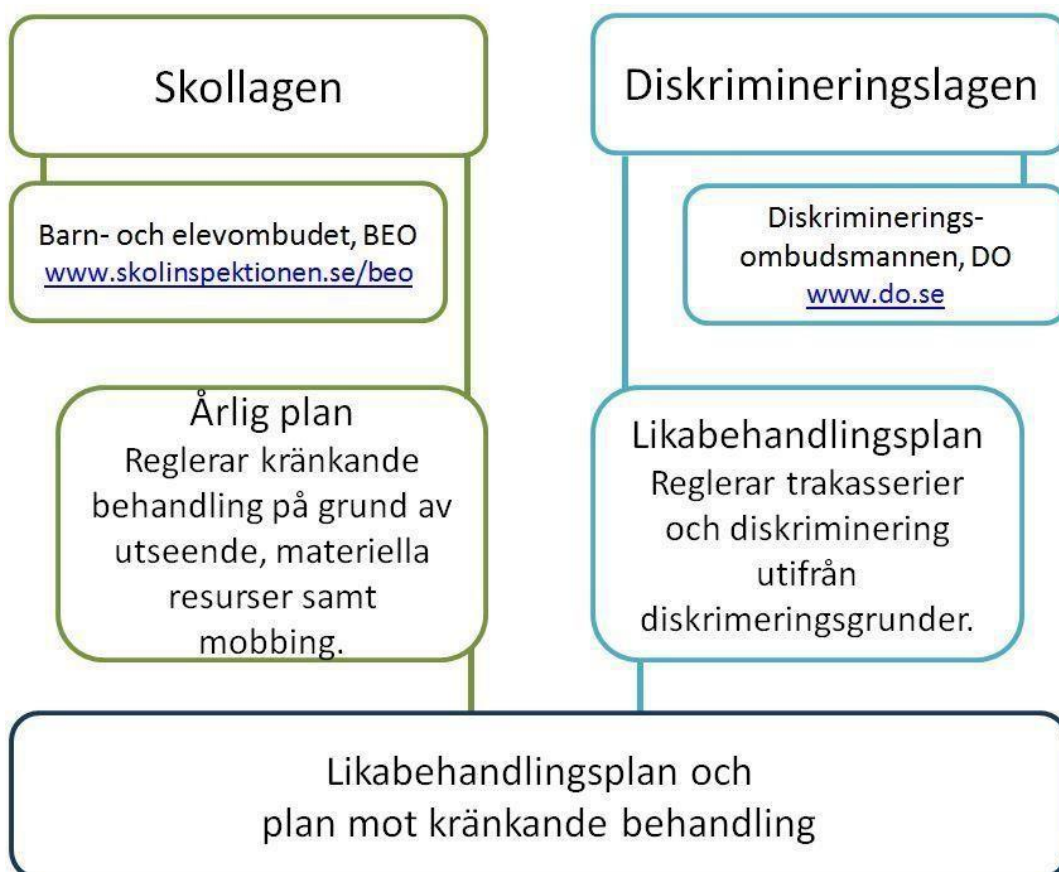 Skollagen
Barn- och elevombudet, BEO
www.skolinspektionen.se/beo
Årlig plan
Reglerar kränkande
behandling på grund av
utseende, materiella
resurser samt
mobbing.
Diskrimineringslagen
Diskriminerings-
ombudsmannen, DO
www.do.se
Likabehandlingsplan
Reglerar trakasserier
och diskriminering
utifrån
diskrimeringsgrunder.
Likabehandlingsplan och
plan mot kränkande behandling